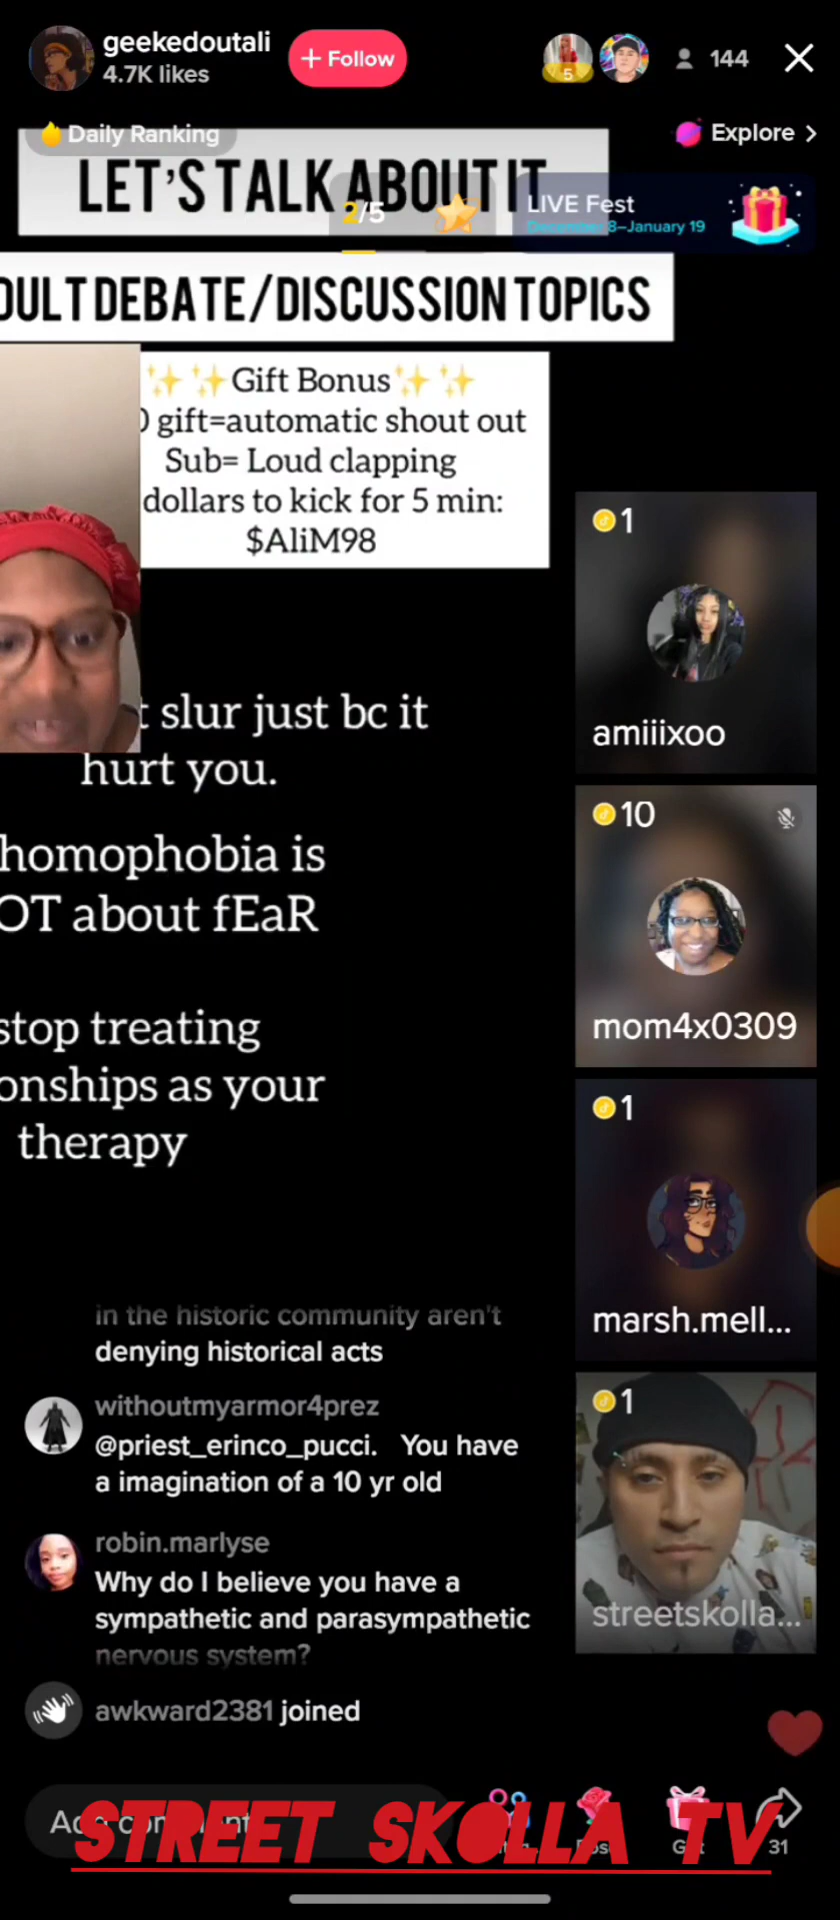 geekedoutali
4.7K likes
+ Follow
5
144
Daily Ranking
Explore >
LET'S TALK ABOUT IT
2/5
LIVE Fest
8-January 19
DULT DEBATE/DISCUSSION TOPICS
Gift Bonus
gift=automatic shout out
Sub= Loud clapping
dollars to kick for 5 min:
$AliM98
1
amiiixoo
t slur just bc it
hurt you.
10
homophobia is
OT about fEaR
mom4x0309
stop treating
onships as your
therapy
1
marsh.mell...
in the historic community aren't
denying historical acts
withoutmyarmor4prez
@priest_erinco_pucci. You have
a imagination of a 10 yr old
1
robin.marlyse
Why do I believe you have a
sympathetic and parasympathetic
nervous system?
streetskolla...
awkward2381 joined
STREET SKOLLA TV
31